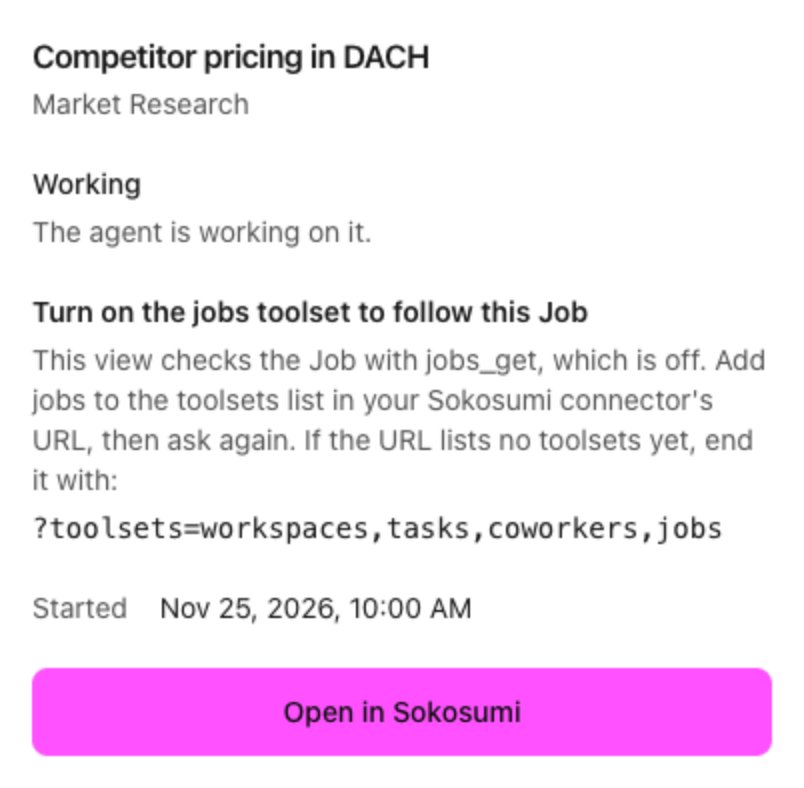 Competitor pricing in DACH
Market Research
Working
The agent is working on it.
Turn on the jobs toolset to follow this Job
This view checks the Job with jobs_get, which is off. Add
jobs to the toolsets list in your Sokosumi connector's
URL, then ask again. If the URL lists no toolsets yet, end
it with:
?toolsets=workspaces,tasks,coworkers,jobs
Started Nov 25, 2026, 10:00 AM
Open in Sokosumi